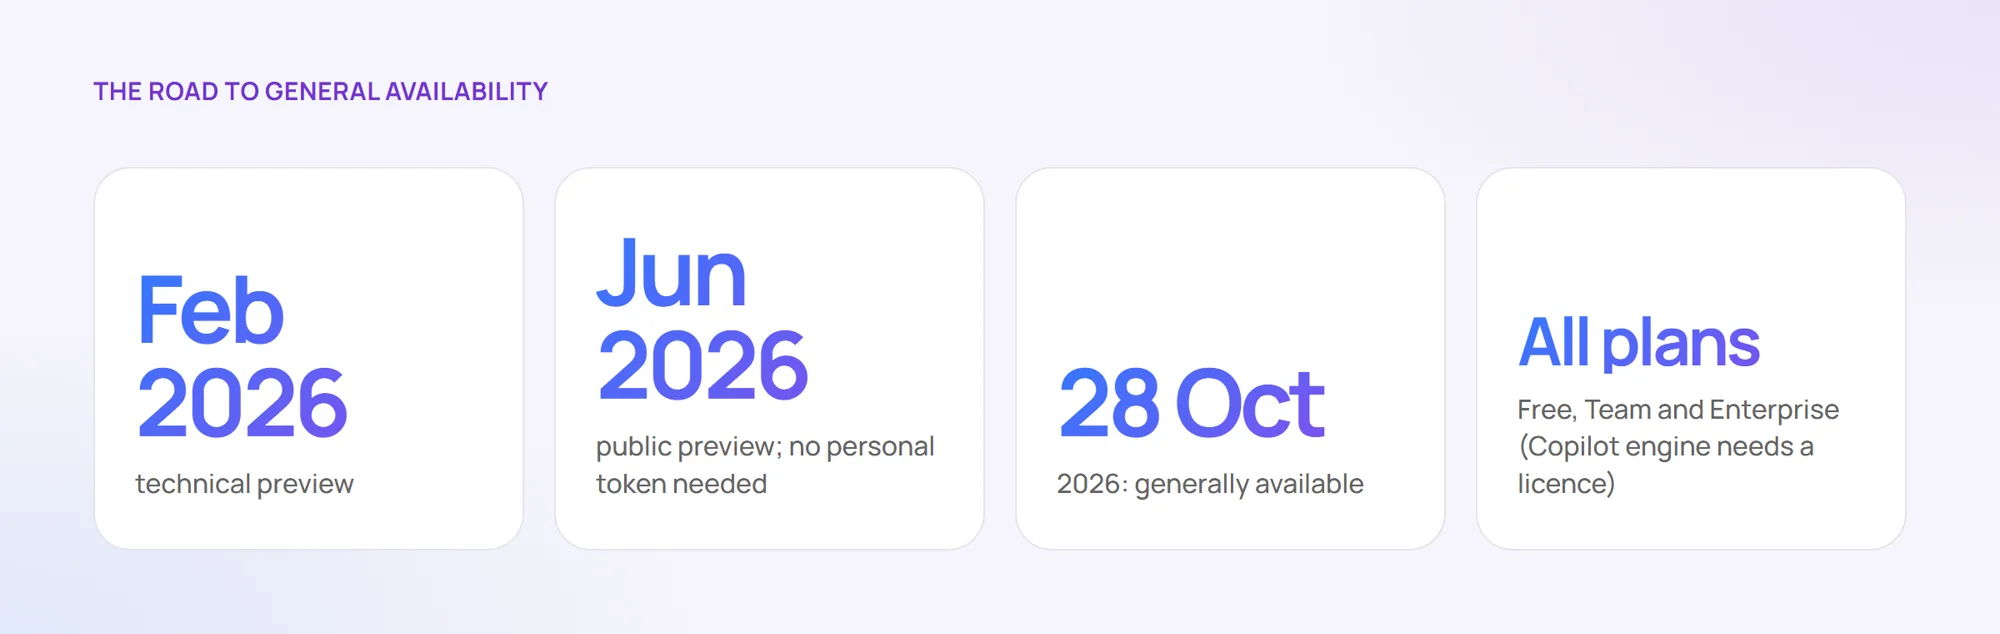 THE ROAD TO GENERAL AVAILABILITY
Feb
2026
technical preview
Jun
2026
public preview; no personal
token needed
28 Oct
2026: generally available
All plans
Free, Team and Enterprise
(Copilot engine needs a
licence)